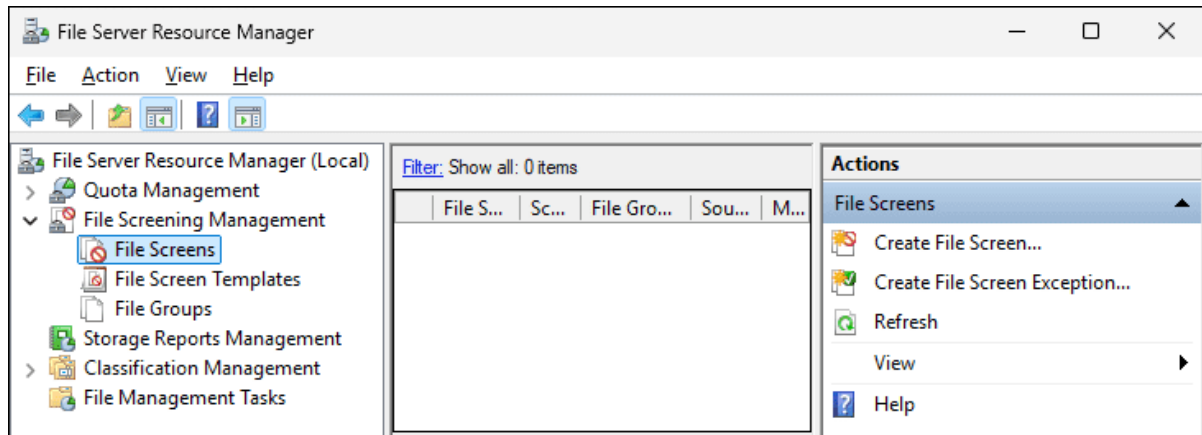 File Server Resource Manager
File Action View Help
File Server Resource Manager (Local)
Quota Management
File Screening Management
File Screens
File Screen Templates
File Groups
Storage Reports Management
Classification Management
File Management Tasks
Filter: Show all: 0 items
File S... Sc... File Gro... Sou... M...
Actions
File Screens
Create File Screen...
Create File Screen Exception...
Refresh
View
Help